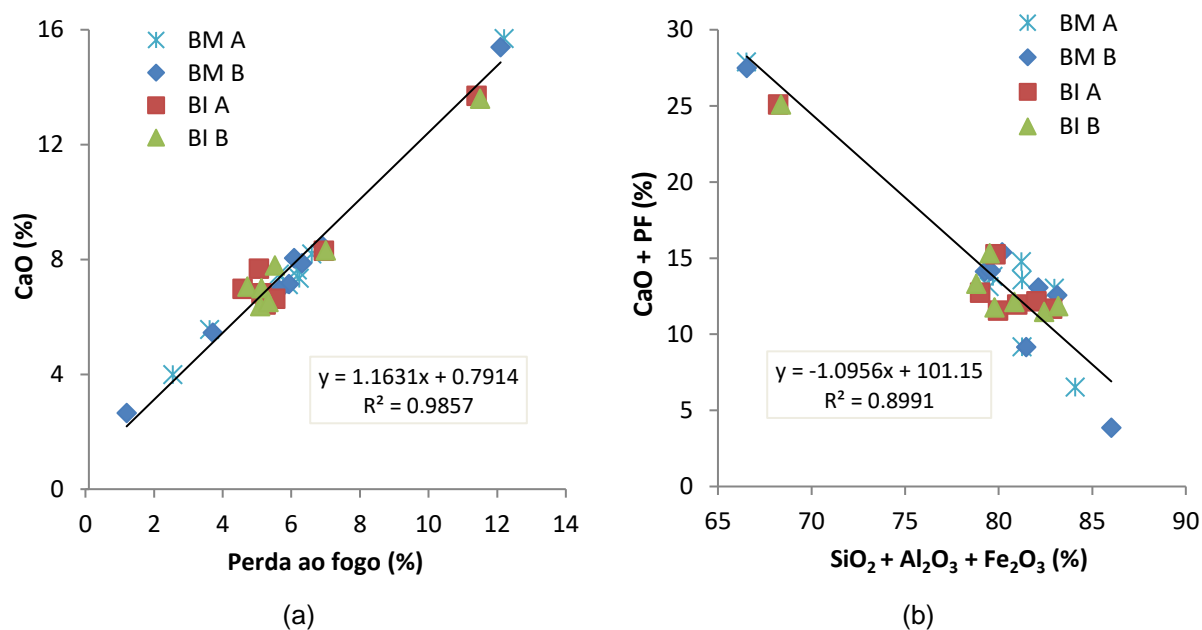 BM A
BM B
BI A
BI B
16
12
8
4
0
CaO (%)
y = 1.1631x + 0.7914
R² = 0.9857
0 2 4 6 8 10 12 14
Perda ao fogo (%)
(a)
BM A
BM B
BI A
BI B
30
25
20
15
10
5
0
CaO + PF (%)
y = -1.0956x + 101.15
R² = 0.8991
65 70 75 80 85 90
SiO₂ + Al₂O₃ + Fe₂O₃ (%)
(b)